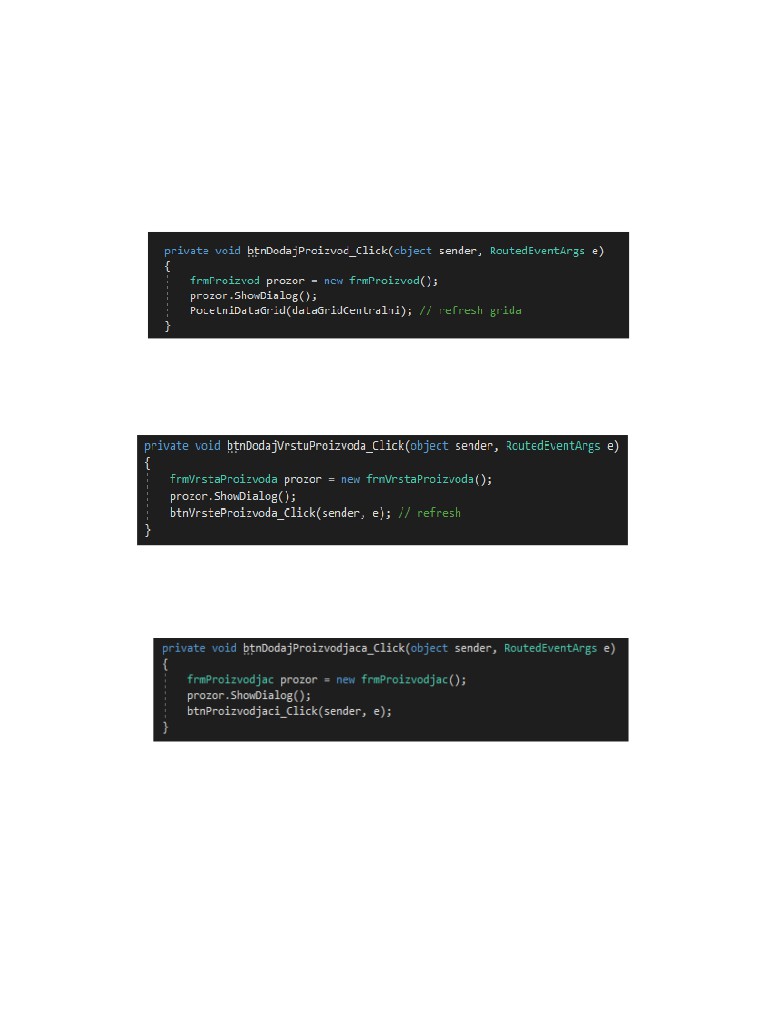 private void btnDodajProizvod_Click(object sender, RoutedEventArgs e)
{
frmProizvod prozor = new frmProizvod();
prozor.ShowDialog();
PocetniDataGrid(dataGridCentralni); // refresh grida
}
private void btnDodajVrstuProizvoda_Click(object sender, RoutedEventArgs e)
{
frmVrstaProizvoda prozor = new frmVrstaProizvoda();
prozor.ShowDialog();
btnVrsteProizvoda_Click(sender, e); // refresh
}
private void btnDodajProizvodjaca_Click(object sender, RoutedEventArgs e)
{
frmProizvodjac prozor = new frmProizvodjac();
prozor.ShowDialog();
btnProizvodjaci_Click(sender, e);
}